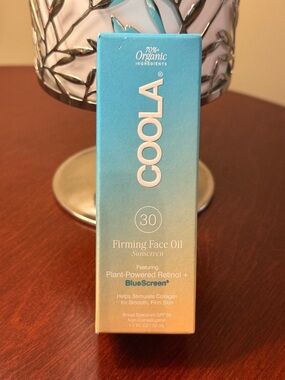 70%+
Organic
INGREDIENTS
COOLA®
30
Firming Face Oil
Sunscreen
Featuring
Plant-Powered Retinol +
BlueScreen+
Helps Stimulate Collagen
for Smooth, Firm Skin
Broad Spectrum SPF 30